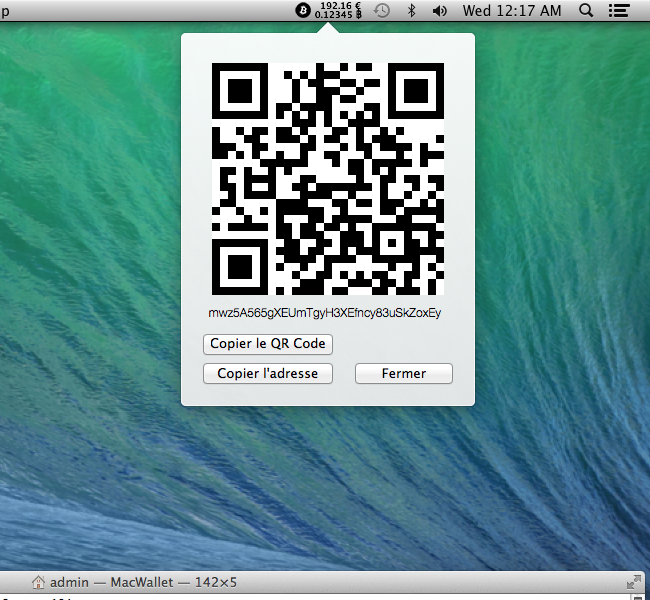 p
192.16 €
0.12345 ฿
Wed 12:17 AM
mwz5A565gXEUmTgyH3XEfncy83uSkZoxEy
Copier le QR Code
Copier l'adresse
Fermer
admin — MacWallet — 142×5